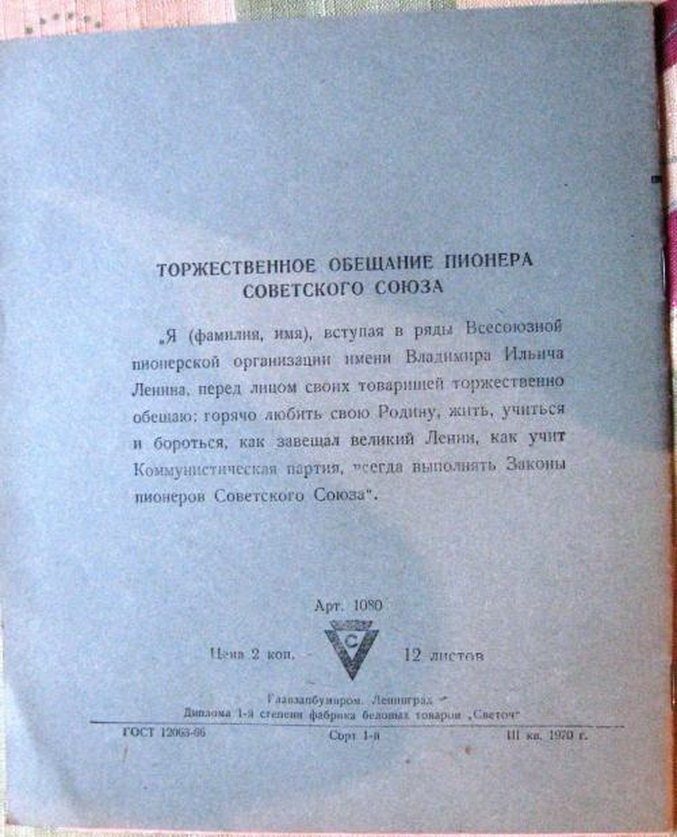 ТОРЖЕСТВЕННОЕ ОБЕЩАНИЕ ПИОНЕРА
СОВЕТСКОГО СОЮЗА
„Я (фамилия, имя), вступая в ряды Всесоюзной
пионерской организации имени Владимира Ильича
Ленина, перед лицом своих товарищей торжественно
обещаю: горячо любить свою Родину, жить, учиться
и бороться, как завещал великий Ленин, как учит
Коммунистическая партия, всегда выполнять Законы
пионеров Советского Союза".
Арт. 1080
С
Цена 2 коп. 12 листов
Главзапбумпром. Ленинград
Диплома 1-й степени фабрика беловых товаров „Светоч"
ГОСТ 12063-66 Сорт 1-й III кв. 1970 г.